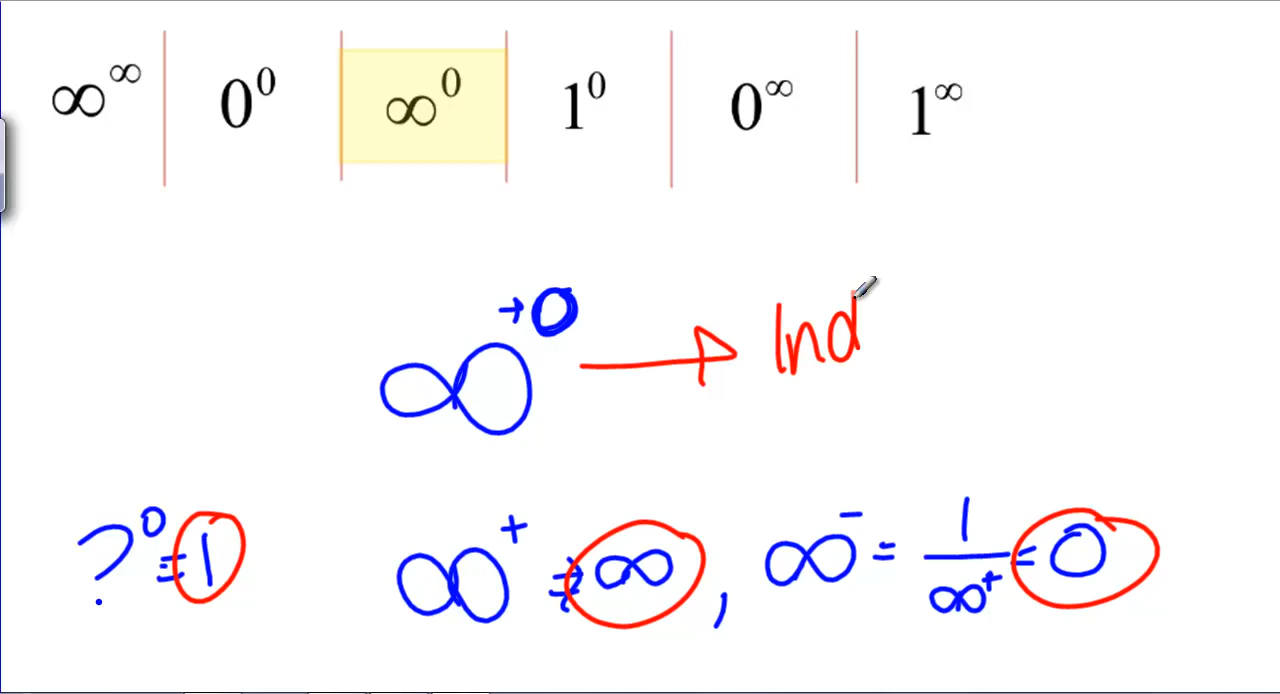 ∞^∞ 0^0 ∞^0 1^0 0^∞ 1^∞
∞^→0 → Ind
?^0 = 1 ∞^+ ⇒ ∞ , ∞^- = 1/∞^+ = 0